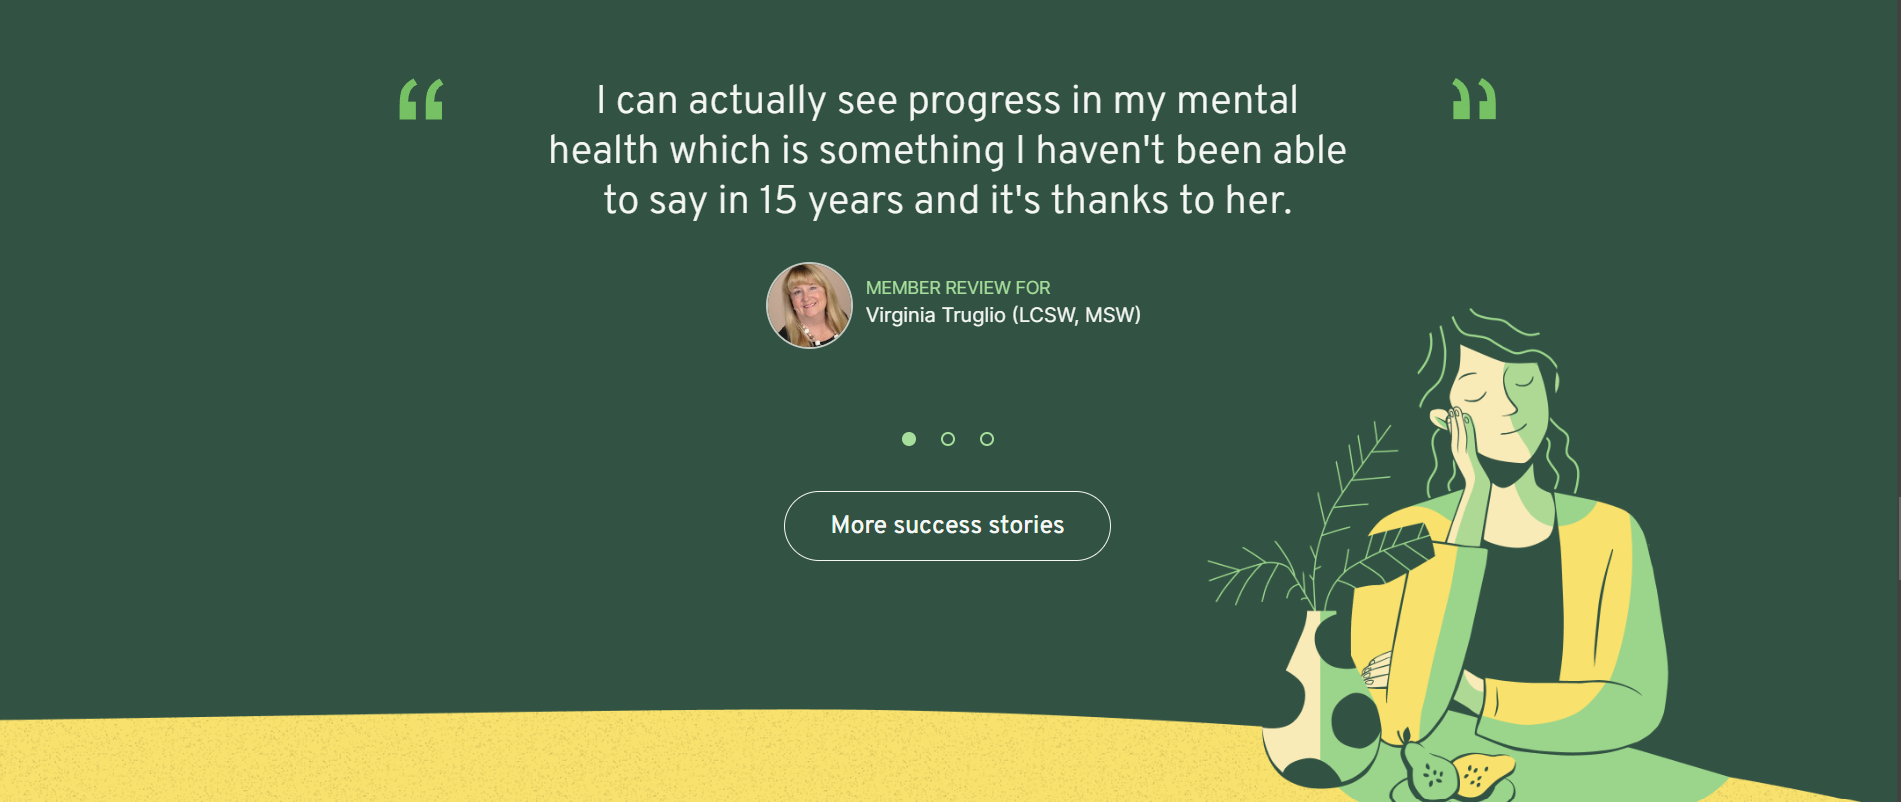 “ I can actually see progress in my mental ”
health which is something I haven't been able
to say in 15 years and it's thanks to her.
MEMBER REVIEW FOR
Virginia Truglio (LCSW, MSW)
More success stories